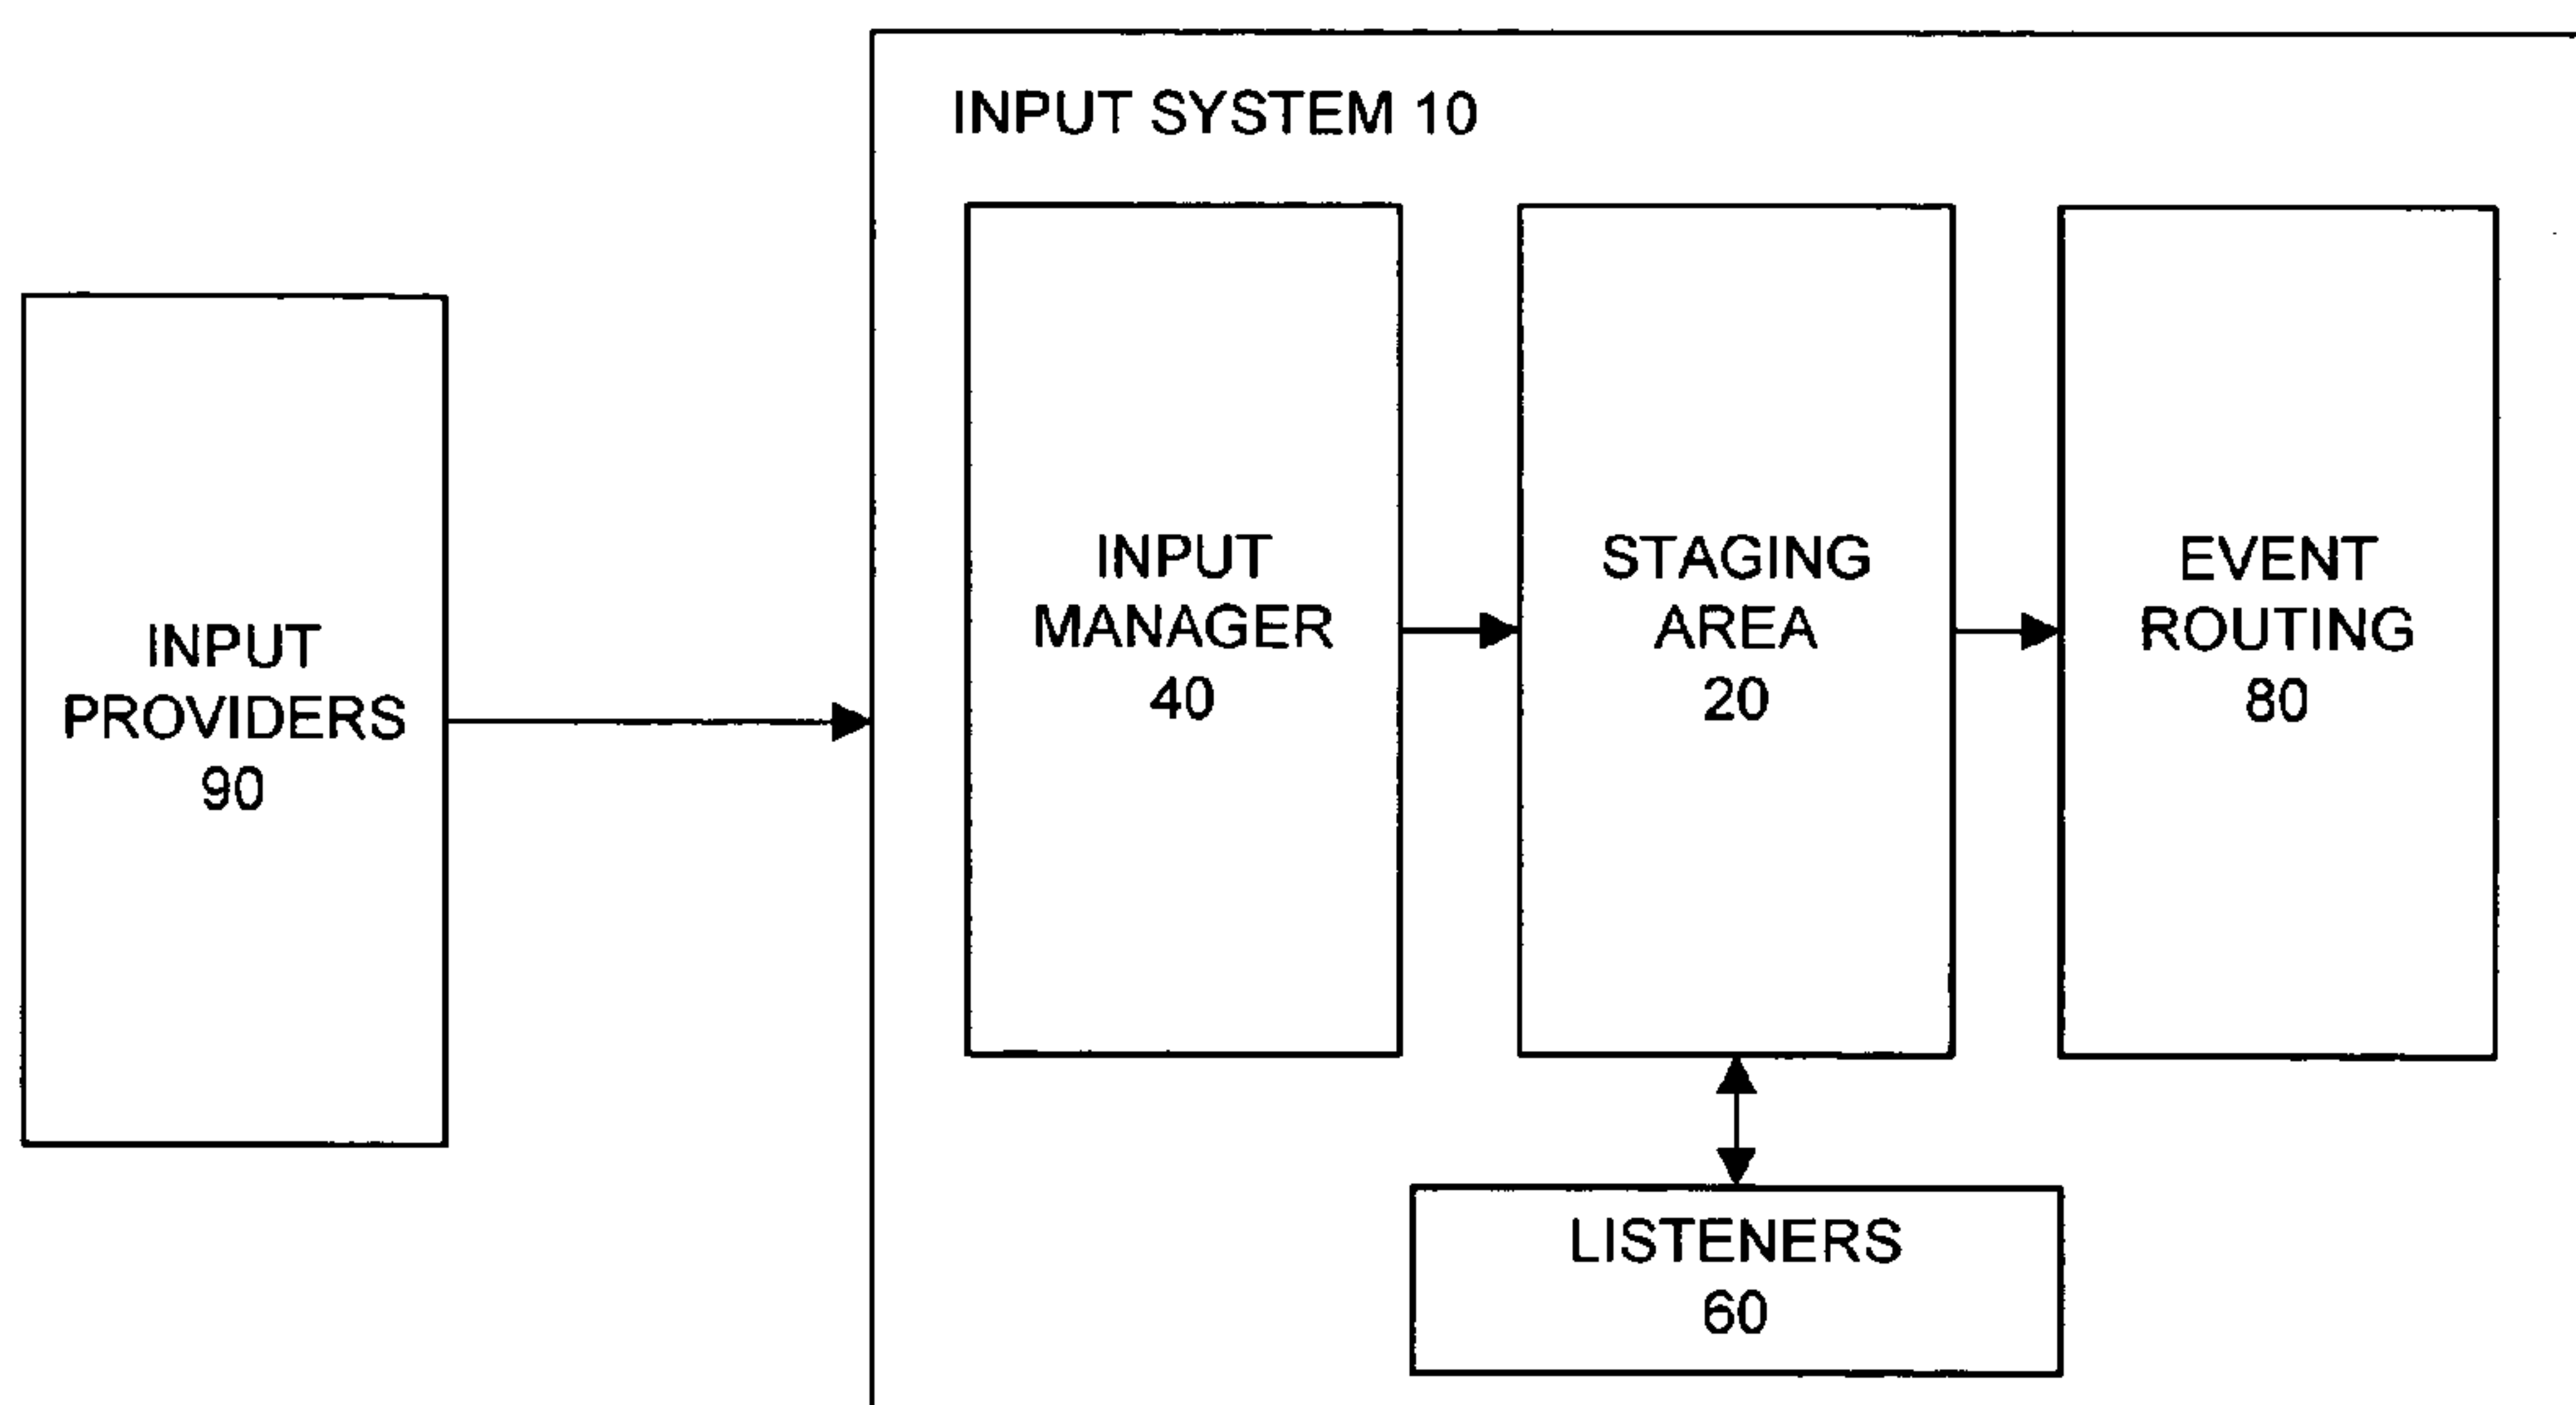 INPUT SYSTEM 10
INPUT
PROVIDERS
90
INPUT
MANAGER
40
STAGING
AREA
20
EVENT
ROUTING
80
LISTENERS
60